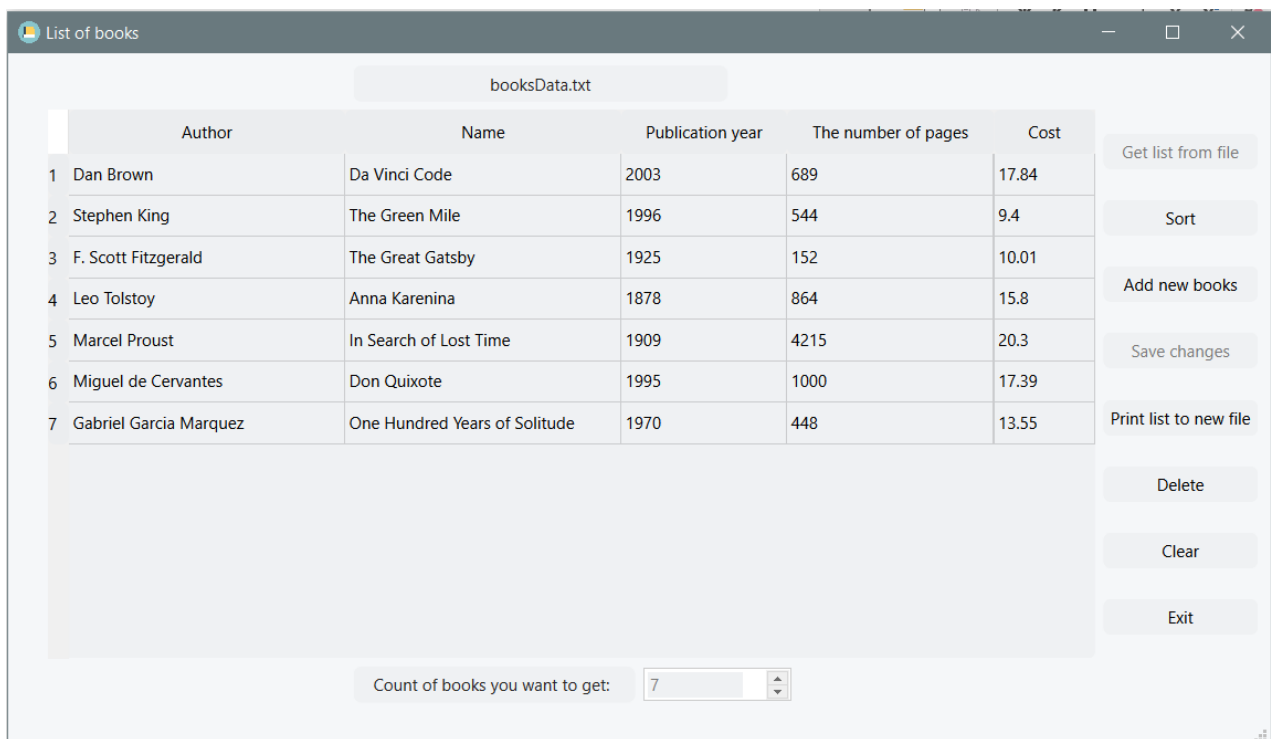 List of books
booksData.txt
Author Name Publication year The number of pages Cost
1 Dan Brown Da Vinci Code 2003 689 17.84
2 Stephen King The Green Mile 1996 544 9.4
3 F. Scott Fitzgerald The Great Gatsby 1925 152 10.01
4 Leo Tolstoy Anna Karenina 1878 864 15.8
5 Marcel Proust In Search of Lost Time 1909 4215 20.3
6 Miguel de Cervantes Don Quixote 1995 1000 17.39
7 Gabriel Garcia Marquez One Hundred Years of Solitude 1970 448 13.55
Get list from file
Sort
Add new books
Save changes
Print list to new file
Delete
Clear
Exit
Count of books you want to get: 7